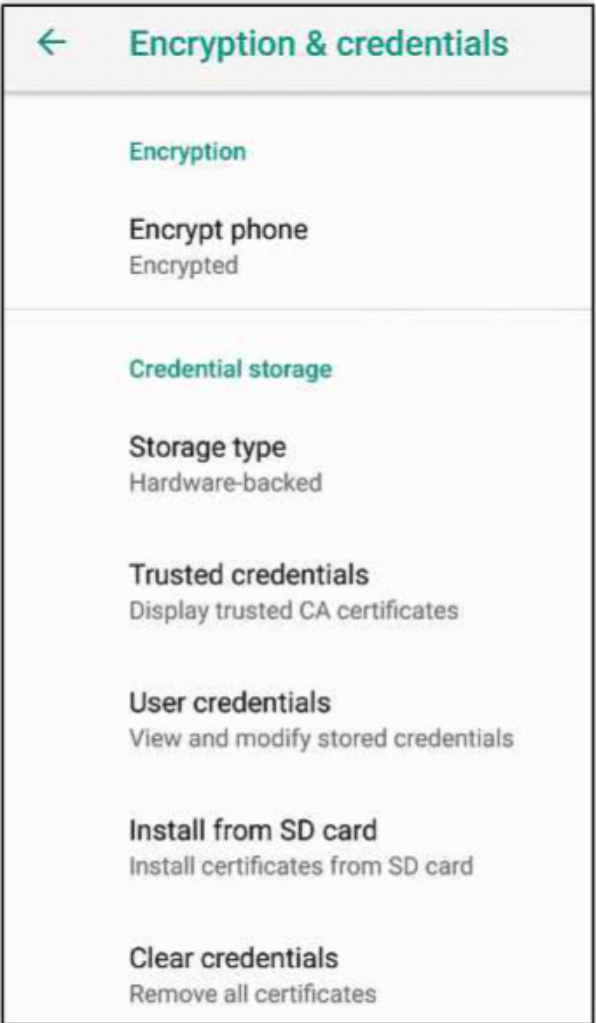 Encryption & credentials
Encryption
Encrypt phone
Encrypted
Credential storage
Storage type
Hardware-backed
Trusted credentials
Display trusted CA certificates
User credentials
View and modify stored credentials
Install from SD card
Install certificates from SD card
Clear credentials
Remove all certificates